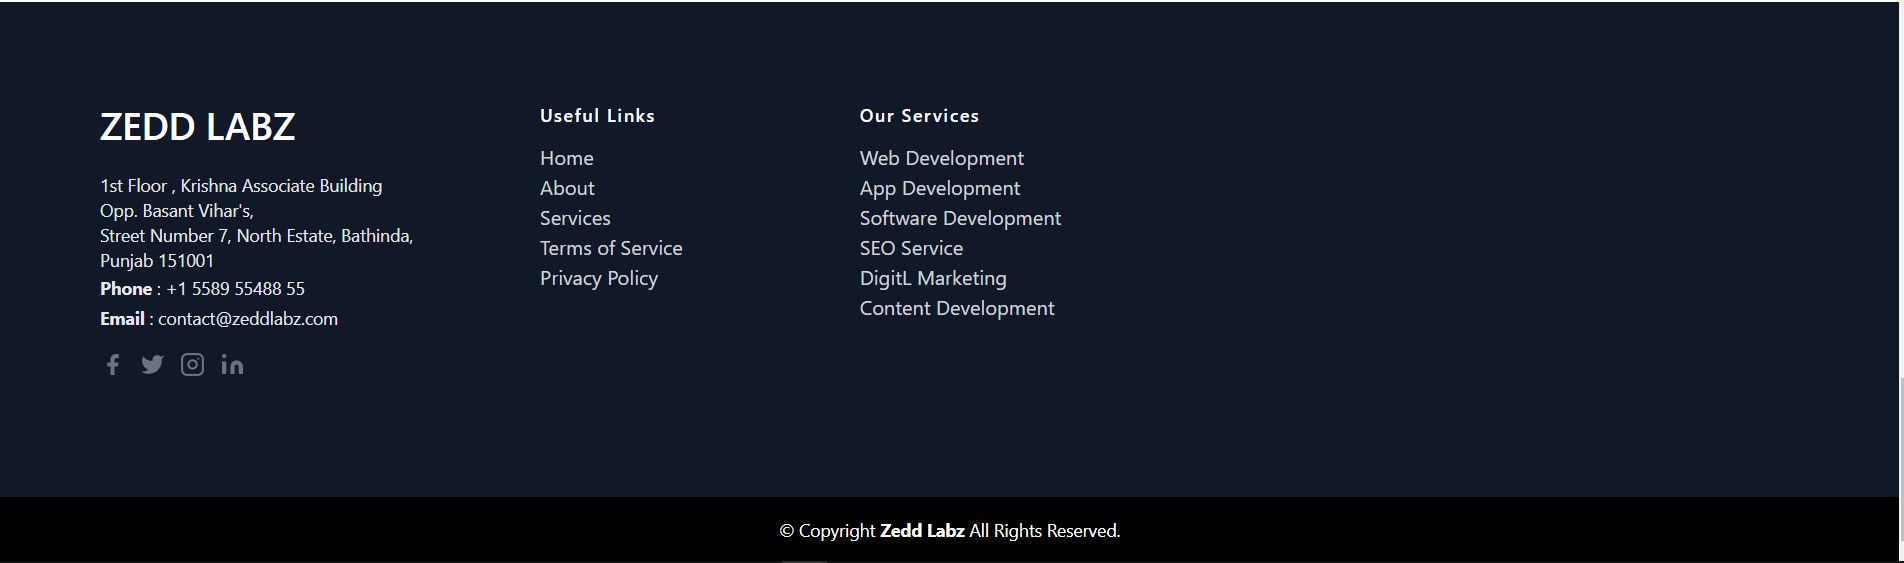 ZEDD LABZ
1st Floor , Krishna Associate Building
Opp. Basant Vihar's,
Street Number 7, North Estate, Bathinda,
Punjab 151001
Phone : +1 5589 55488 55
Email : contact@zeddlabz.com
Useful Links
Home
About
Services
Terms of Service
Privacy Policy
Our Services
Web Development
App Development
Software Development
SEO Service
DigitL Marketing
Content Development
© Copyright Zedd Labz All Rights Reserved.